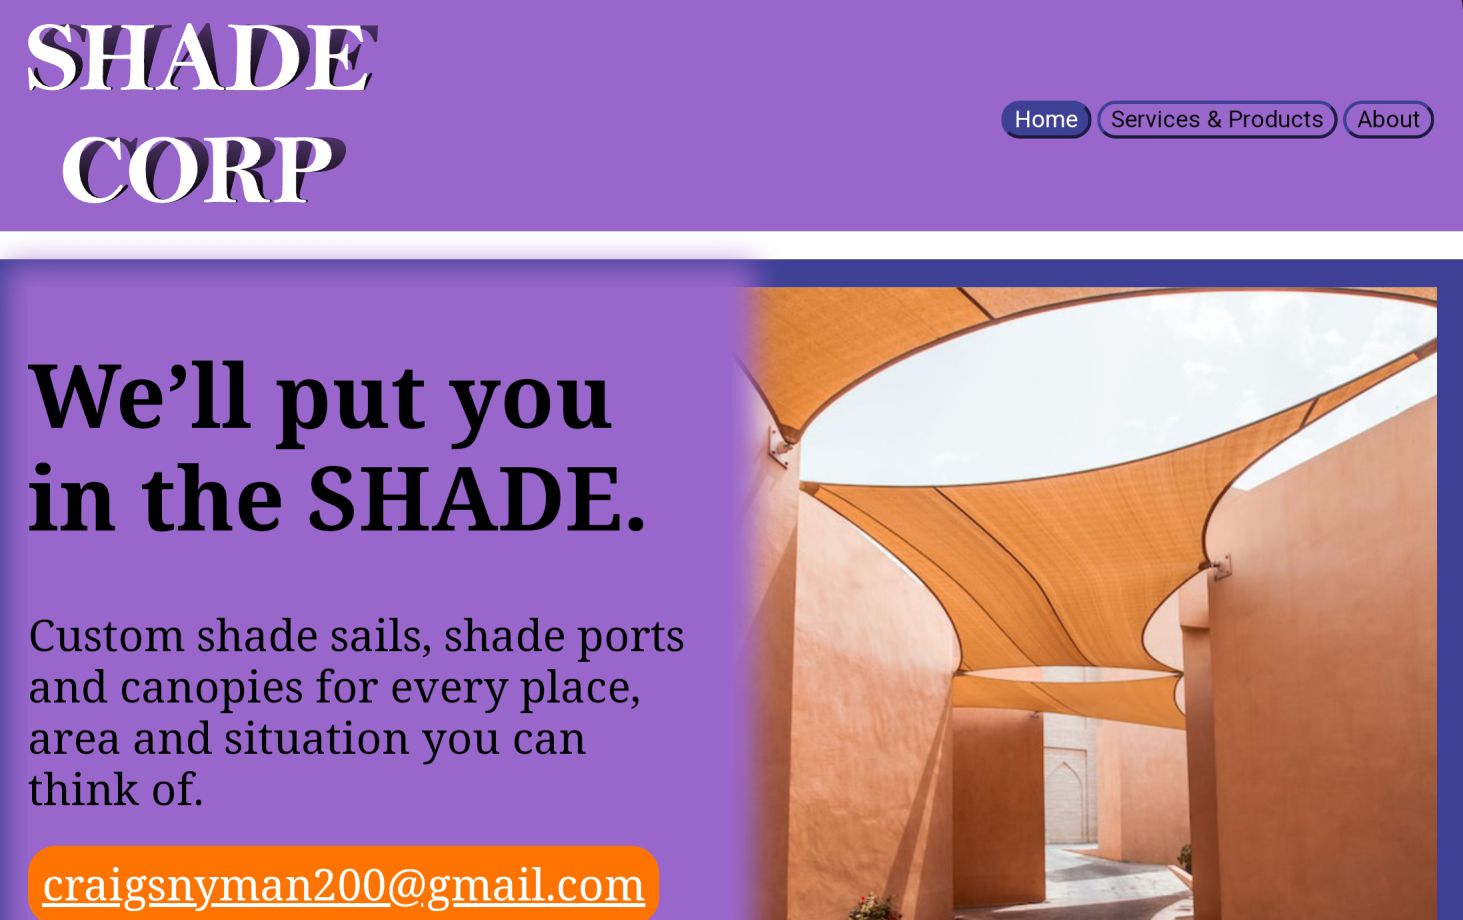 SHADE
CORP
Home
Services & Products
About
We’ll put you
in the SHADE.
Custom shade sails, shade ports
and canopies for every place,
area and situation you can
think of.
craigsnyman200@gmail.com